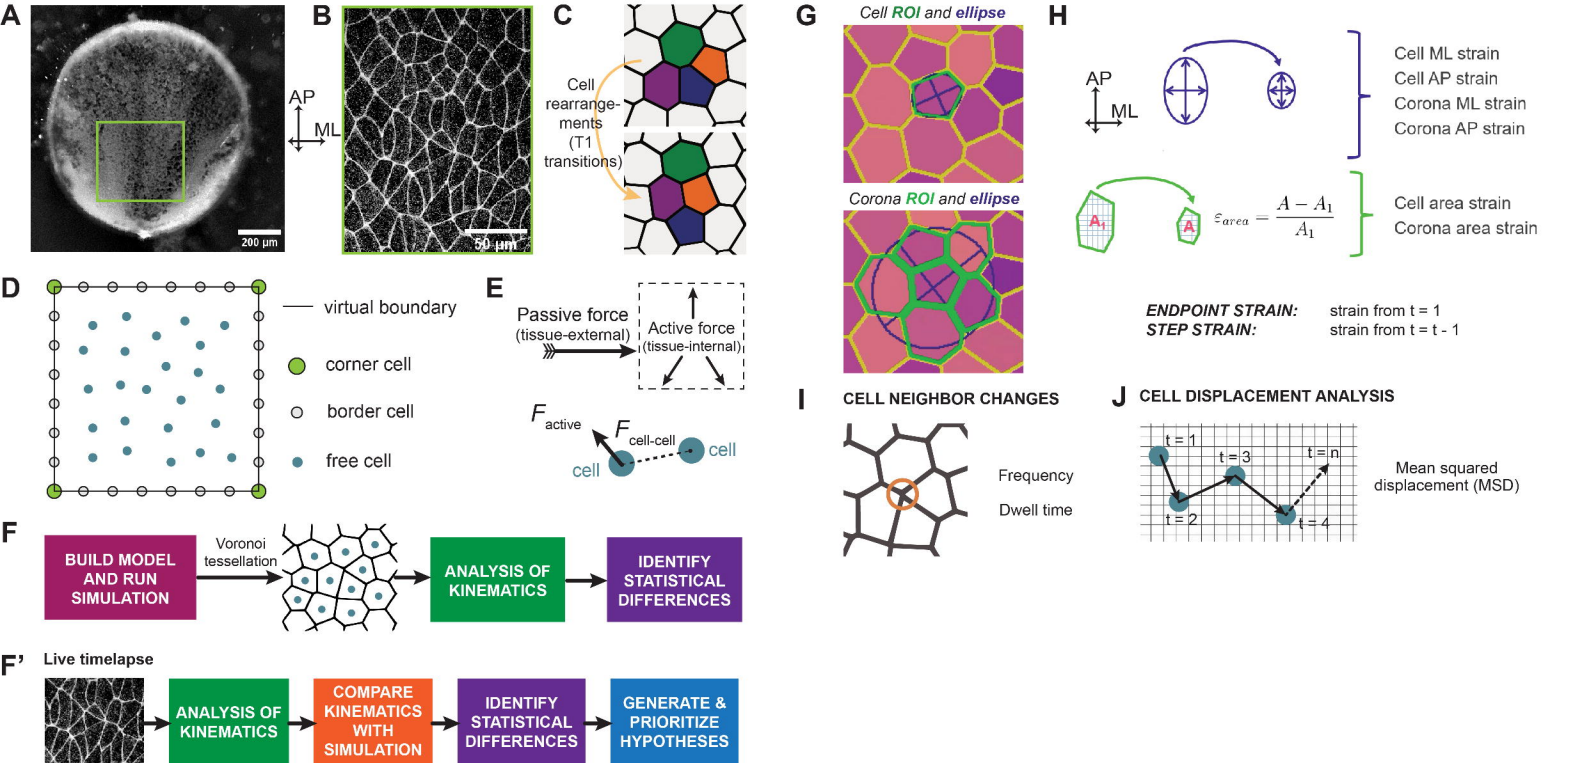 A
AP
ML
200 µm
B
50 µm
C
Cell
rearrange-
ments
(T1
transitions)
D
virtual boundary
corner cell
border cell
free cell
E
Passive force
(tissue-external)
Active force
(tissue-internal)
F active
F cell-cell
cell
cell
F
BUILD MODEL
AND RUN
SIMULATION
Voronoi
tessellation
ANALYSIS OF
KINEMATICS
IDENTIFY
STATISTICAL
DIFFERENCES
F’
Live timelapse
ANALYSIS OF
KINEMATICS
COMPARE
KINEMATICS
WITH
SIMULATION
IDENTIFY
STATISTICAL
DIFFERENCES
GENERATE &
PRIORITIZE
HYPOTHESES
G
Cell ROI and ellipse
Corona ROI and ellipse
H
AP
ML
Cell ML strain
Cell AP strain
Corona ML strain
Corona AP strain
A₁
A
ε_area = (A − A₁) / A₁
Cell area strain
Corona area strain
ENDPOINT STRAIN: strain from t = 1
STEP STRAIN: strain from t = t - 1
I
CELL NEIGHBOR CHANGES
Frequency
Dwell time
J
CELL DISPLACEMENT ANALYSIS
t = 1
t = 2
t = 3
t = 4
t = n
Mean squared
displacement (MSD)